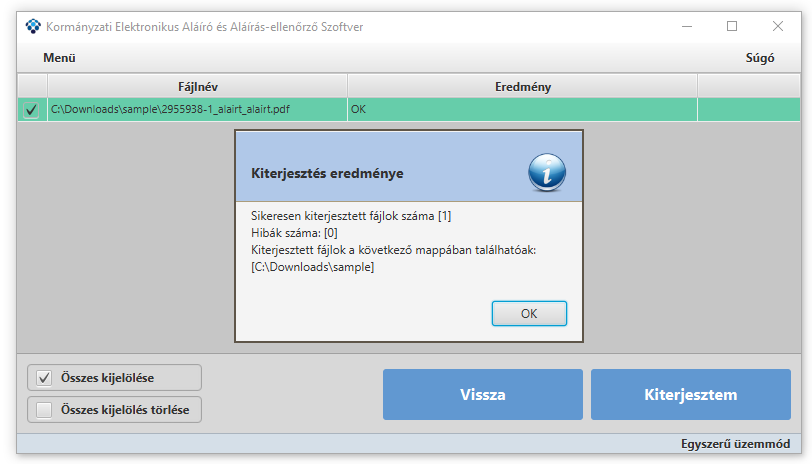 Kormányzati Elektronikus Aláíró és Aláírás-ellenőrző Szoftver
Menü Súgó
Fájlnév Eredmény
C:\Downloads\sample\2955938-1_alairt_alairt.pdf OK
Kiterjesztés eredménye
Sikeresen kiterjesztett fájlok száma [1]
Hibák száma: [0]
Kiterjesztett fájlok a következő mappában találhatóak:
[C:\Downloads\sample]
OK
Összes kijelölése
Összes kijelölés törlése
Vissza Kiterjesztem
Egyszerű üzemmód